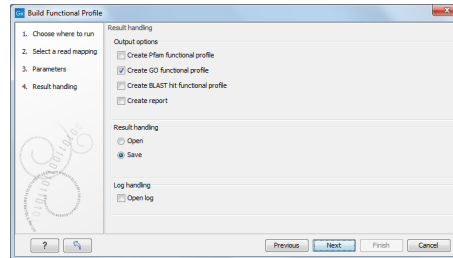 Build Functional Profile
1. Choose where to run
2. Select a read mapping
3. Parameters
4. Result handling
Result handling
Output options
Create Pfam functional profile
Create GO functional profile
Create BLAST hit functional profile
Create report
Result handling
Open
Save
Log handling
Open log
?
Previous
Next
Finish
Cancel